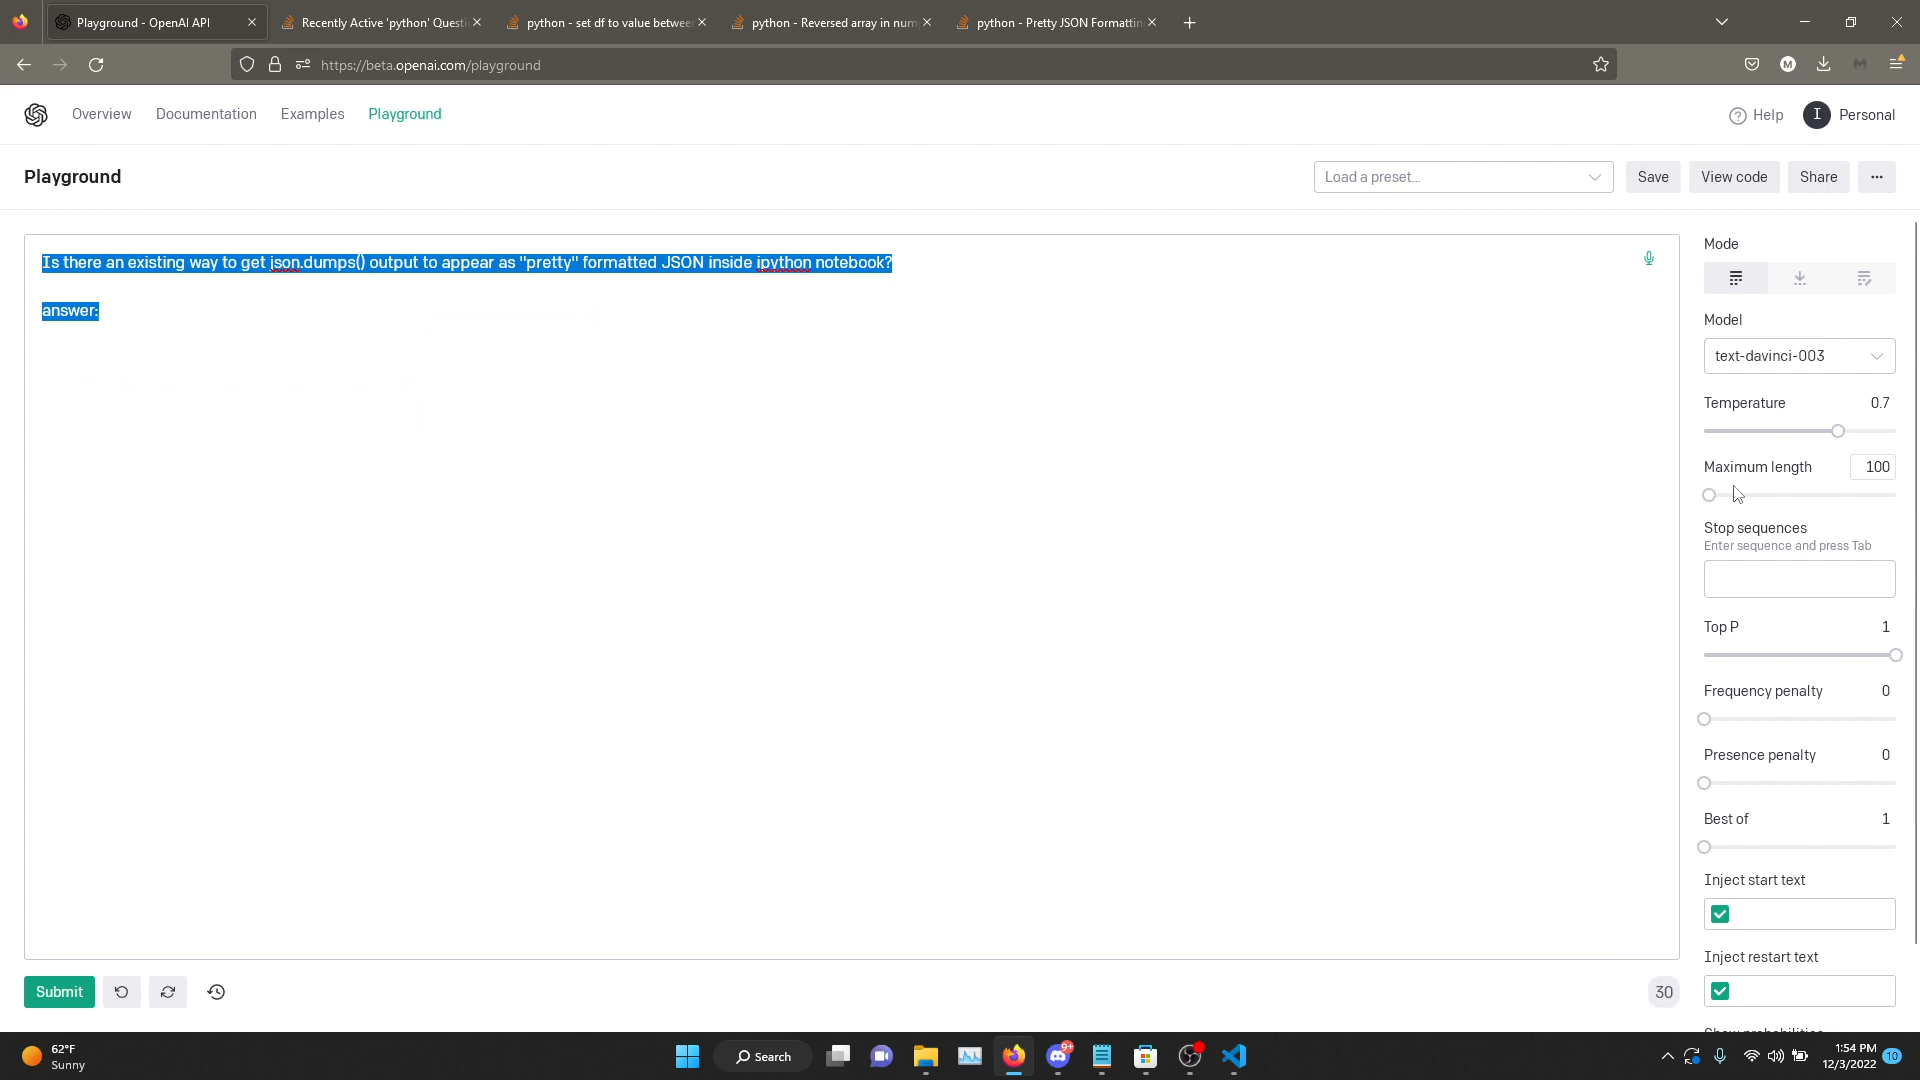 Playground - OpenAI API
Recently Active 'python' Questi
python - set df to value betwee
python - Reversed array in num
python - Pretty JSON Formattin
https://beta.openai.com/playground
M
Overview
Documentation
Examples
Playground
Help
I
Personal
Playground
Load a preset...
Save
View code
Share
...
Is there an existing way to get json.dumps() output to appear as "pretty" formatted JSON inside ipython notebook?
answer:
Mode
Model
text-davinci-003
Temperature 0.7
Maximum length 100
Stop sequences
Enter sequence and press Tab
Top P 1
Frequency penalty 0
Presence penalty 0
Best of 1
Inject start text
Inject restart text
Show probabilities
Submit
30
62°F
Sunny
Search
9+
1:54 PM
12/3/2022
10